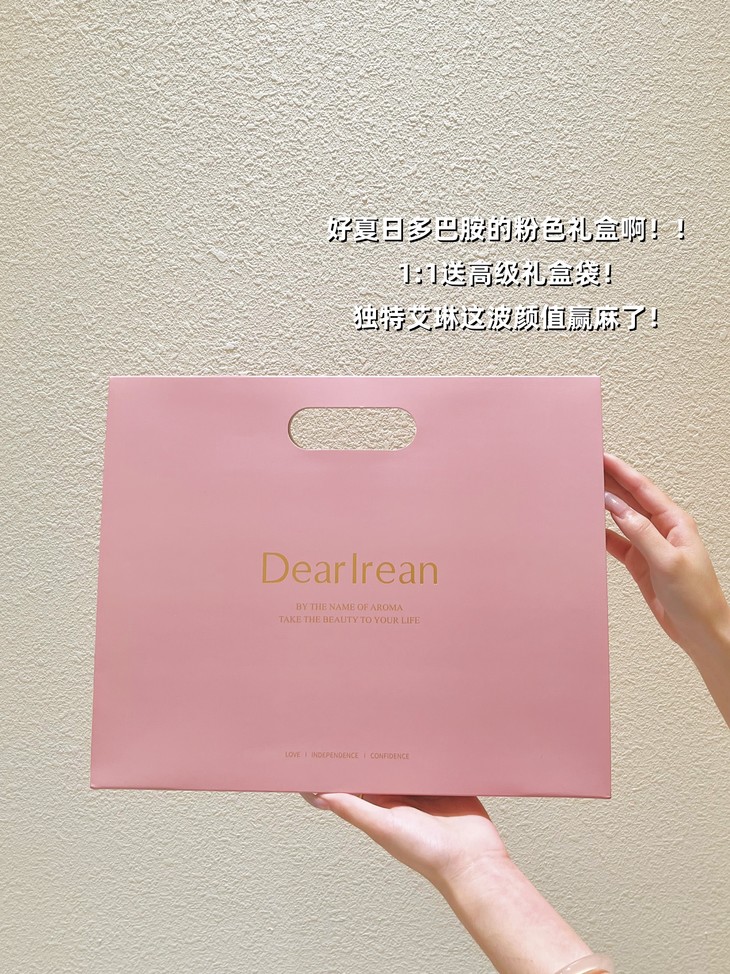 好夏日多巴胺的粉色礼盒啊！！
1:1送高级礼盒袋！
独特艾琳这波颜值赢麻了！
DearIrean
BY THE NAME OF AROMA
TAKE THE BEAUTY TO YOUR LIFE
LOVE | INDEPENDENCE | CONFIDENCE